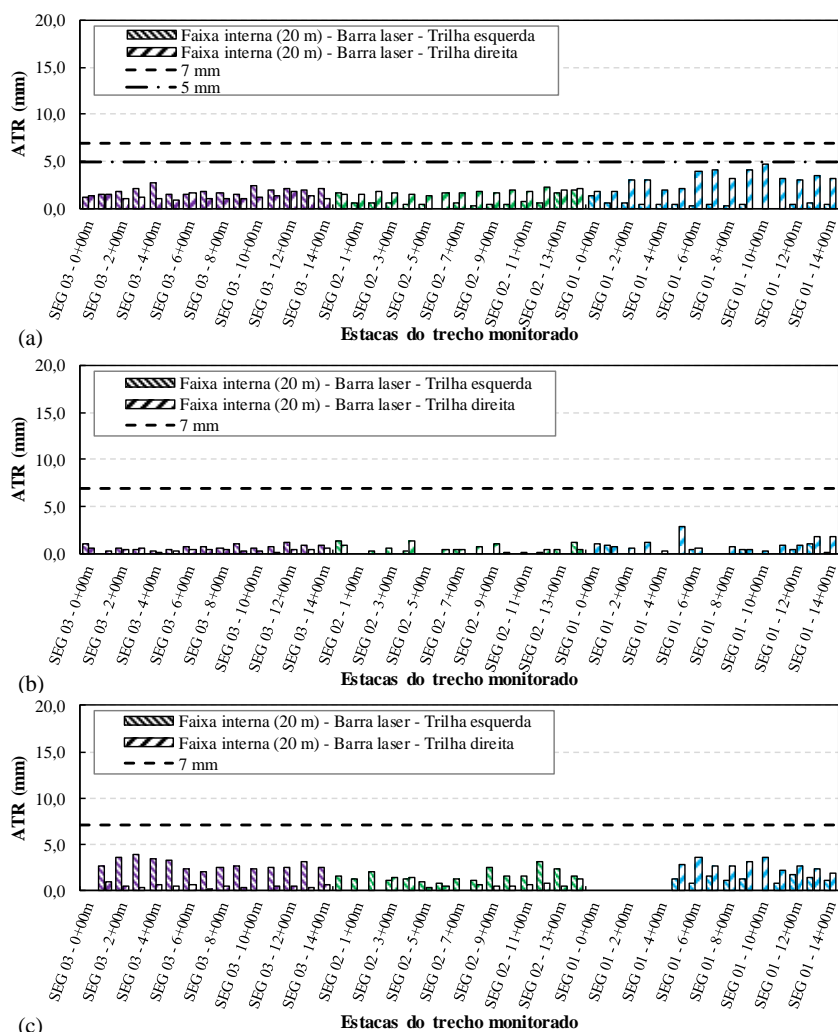 20,0
15,0
10,0
5,0
0,0
ATR (mm)
Faixa interna (20 m) - Barra laser - Trilha esquerda
Faixa interna (20 m) - Barra laser - Trilha direita
7 mm
5 mm
SEG 03 - 0+00m
SEG 03 - 2+00m
SEG 03 - 4+00m
SEG 03 - 6+00m
SEG 03 - 8+00m
SEG 03 - 10+00m
SEG 03 - 12+00m
SEG 03 - 14+00m
SEG 02 - 1+00m
SEG 02 - 3+00m
SEG 02 - 5+00m
SEG 02 - 7+00m
SEG 02 - 9+00m
SEG 02 - 11+00m
SEG 02 - 13+00m
SEG 01 - 0+00m
SEG 01 - 2+00m
SEG 01 - 4+00m
SEG 01 - 6+00m
SEG 01 - 8+00m
SEG 01 - 10+00m
SEG 01 - 12+00m
SEG 01 - 14+00m
(a)
Estacas do trecho monitorado
20,0
15,0
10,0
5,0
0,0
ATR (mm)
Faixa interna (20 m) - Barra laser - Trilha esquerda
Faixa interna (20 m) - Barra laser - Trilha direita
7 mm
SEG 03 - 0+00m
SEG 03 - 2+00m
SEG 03 - 4+00m
SEG 03 - 6+00m
SEG 03 - 8+00m
SEG 03 - 10+00m
SEG 03 - 12+00m
SEG 03 - 14+00m
SEG 02 - 1+00m
SEG 02 - 3+00m
SEG 02 - 5+00m
SEG 02 - 7+00m
SEG 02 - 9+00m
SEG 02 - 11+00m
SEG 02 - 13+00m
SEG 01 - 0+00m
SEG 01 - 2+00m
SEG 01 - 4+00m
SEG 01 - 6+00m
SEG 01 - 8+00m
SEG 01 - 10+00m
SEG 01 - 12+00m
SEG 01 - 14+00m
(b)
Estacas do trecho monitorado
20,0
15,0
10,0
5,0
0,0
ATR (mm)
Faixa interna (20 m) - Barra laser - Trilha esquerda
Faixa interna (20 m) - Barra laser - Trilha direita
7 mm
SEG 03 - 0+00m
SEG 03 - 2+00m
SEG 03 - 4+00m
SEG 03 - 6+00m
SEG 03 - 8+00m
SEG 03 - 10+00m
SEG 03 - 12+00m
SEG 03 - 14+00m
SEG 02 - 1+00m
SEG 02 - 3+00m
SEG 02 - 5+00m
SEG 02 - 7+00m
SEG 02 - 9+00m
SEG 02 - 11+00m
SEG 02 - 13+00m
SEG 01 - 0+00m
SEG 01 - 2+00m
SEG 01 - 4+00m
SEG 01 - 6+00m
SEG 01 - 8+00m
SEG 01 - 10+00m
SEG 01 - 12+00m
SEG 01 - 14+00m
(c)
Estacas do trecho monitorado